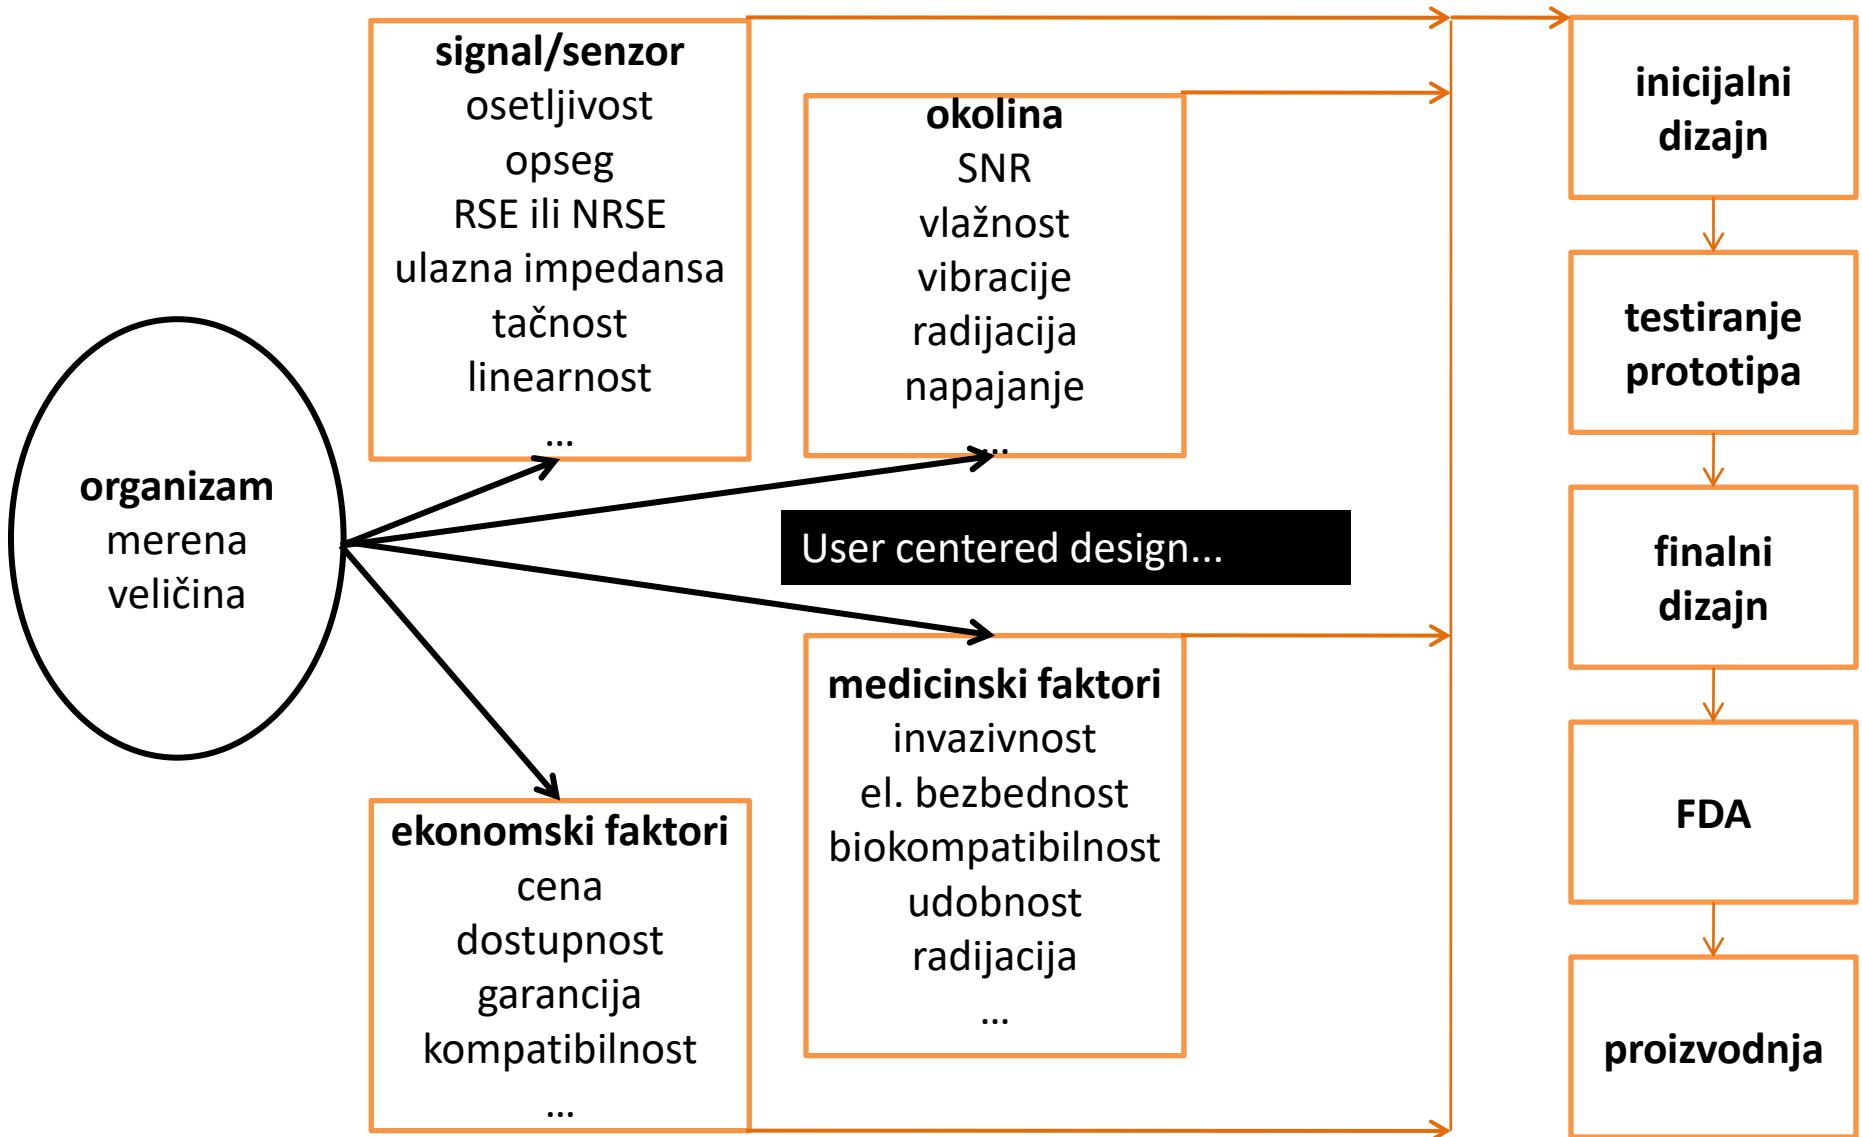 organizam
merena
veličina
signal/senzor
osetljivost
opseg
RSE ili NRSE
ulazna impedansa
tačnost
linearnost
...
okolina
SNR
vlažnost
vibracije
radijacija
napajanje
...
User centered design...
ekonomski faktori
cena
dostupnost
garancija
kompatibilnost
...
medicinski faktori
invazivnost
el. bezbednost
biokompatibilnost
udobnost
radijacija
...
inicijalni
dizajn
testiranje
prototipa
finalni
dizajn
FDA
proizvodnja